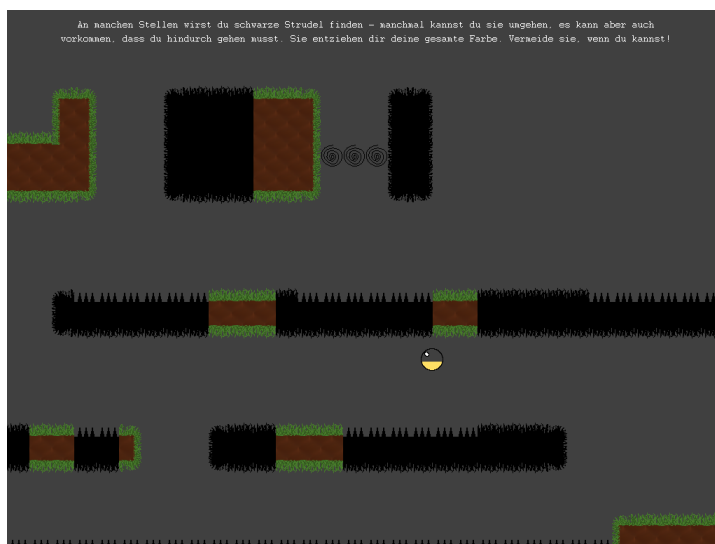 An manchen Stellen wirst du schwarze Strudel finden - manchmal kannst du sie umgehen, es kann aber auch
vorkommen, dass du hindurch gehen musst. Sie entziehen dir deine gesamte Farbe. Vermeide sie, wenn du kannst!